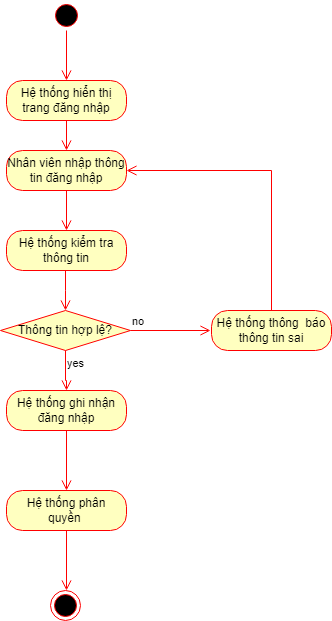 Hệ thống hiển thị
trang đăng nhập
Nhân viên nhập thông
tin đăng nhập
Hệ thống kiểm tra
thông tin
Thông tin hợp lệ?
no
Hệ thống thông báo
thông tin sai
yes
Hệ thống ghi nhận
đăng nhập
Hệ thống phân
quyền